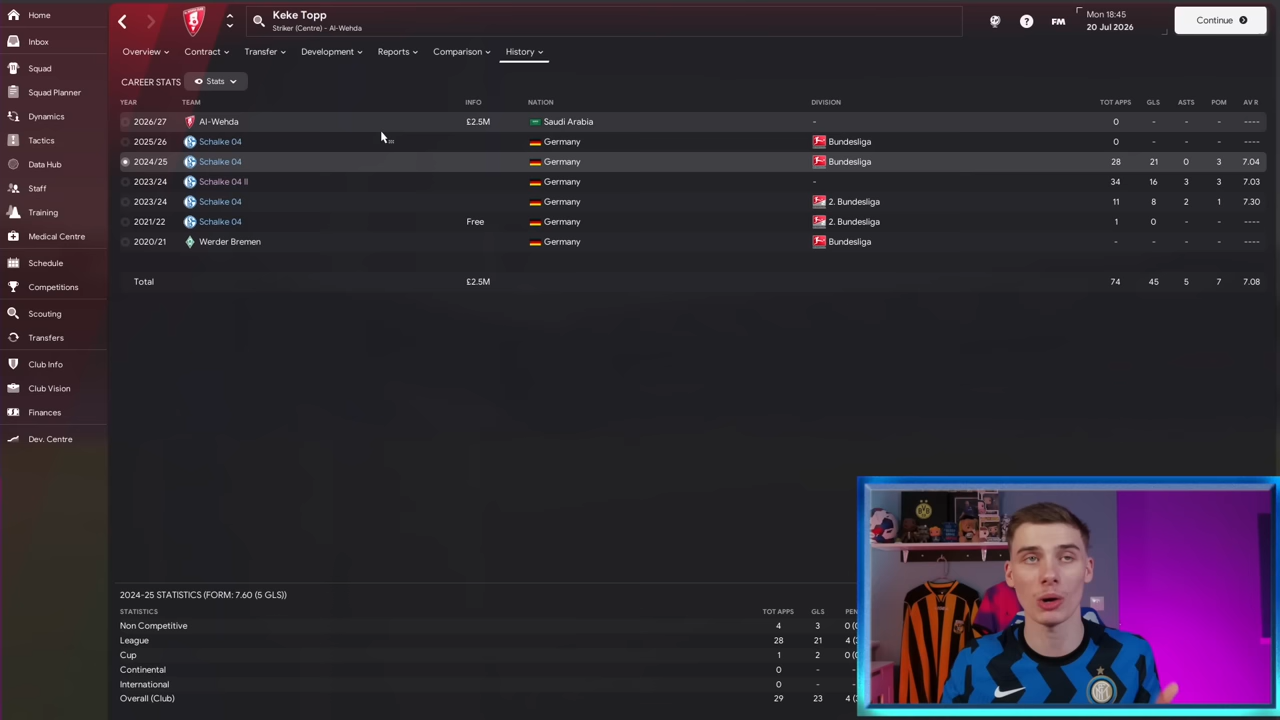 Home
Inbox
Squad
Squad Planner
Dynamics
Tactics
Data Hub
Staff
Training
Medical Centre
Schedule
Competitions
Scouting
Transfers
Club Info
Club Vision
Finances
Dev. Centre
Keke Topp
Striker (Centre) - Al-Wehda
FM
Mon 18:45
20 Jul 2026
Continue
Overview Contract Transfer Development Reports Comparison History
CAREER STATS Stats
YEAR TEAM INFO NATION DIVISION TOT APPS GLS ASTS POM AV R
2026/27 Al-Wehda £2.5M Saudi Arabia - 0 - - - ----
2025/26 Schalke 04 Germany Bundesliga 0 - - - ----
2024/25 Schalke 04 Germany Bundesliga 28 21 0 3 7.04
2023/24 Schalke 04 II Germany - 34 16 3 3 7.03
2023/24 Schalke 04 Germany 2. Bundesliga 11 8 2 1 7.30
2021/22 Schalke 04 Free Germany 2. Bundesliga 1 0 - - ----
2020/21 Werder Bremen Germany Bundesliga - - - - ----
Total £2.5M 74 45 5 7 7.08
2024-25 STATISTICS (FORM: 7.60 (5 GLS))
STATISTICS TOT APPS GLS PEN
Non Competitive 4 3 0 (0
League 28 21 4 (
Cup 1 2 0 (0
Continental 0 -
International 0 -
Overall (Club) 29 23 4 (